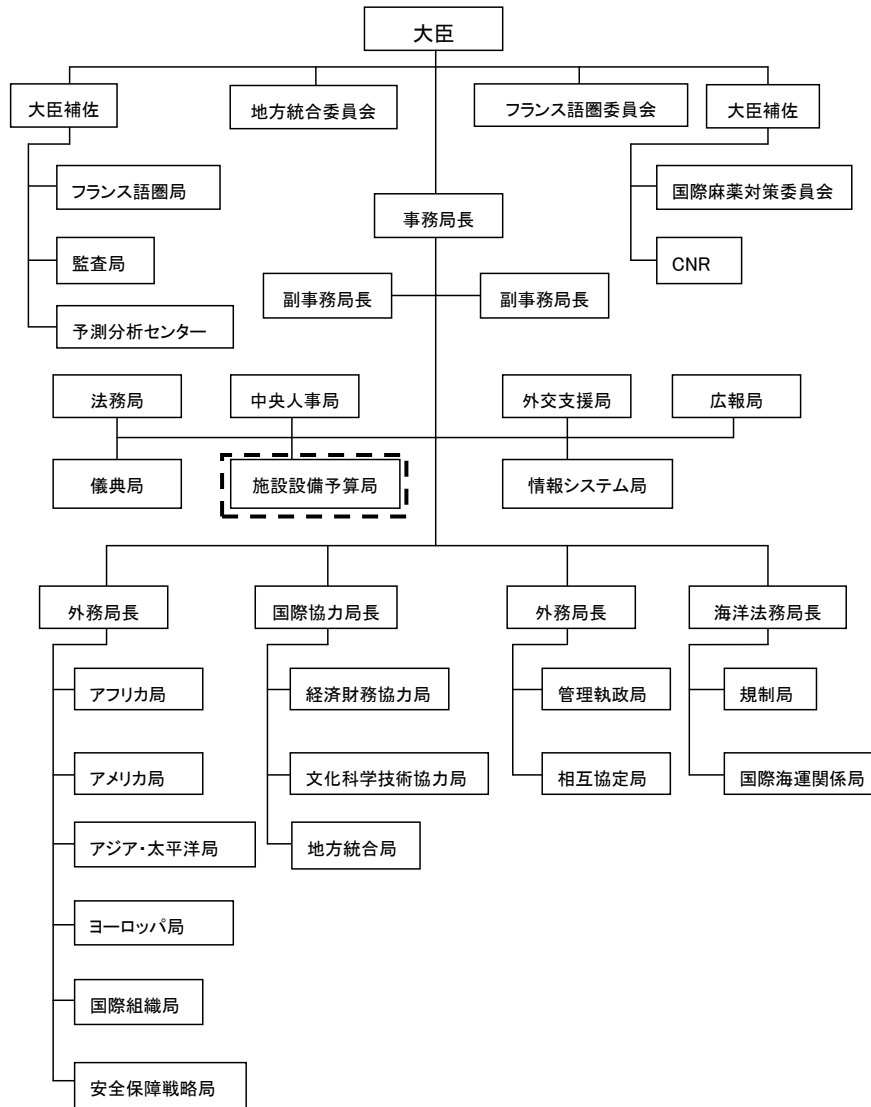 大臣
大臣補佐
地方統合委員会
フランス語圏委員会
大臣補佐
フランス語圏局
国際麻薬対策委員会
事務局長
監査局
CNR
副事務局長
副事務局長
予測分析センター
法務局
中央人事局
外交支援局
広報局
儀典局
施設設備予算局
情報システム局
外務局長
国際協力局長
外務局長
海洋法務局長
アフリカ局
経済財務協力局
管理執政局
規制局
アメリカ局
文化科学技術協力局
相互協定局
国際海運関係局
アジア・太平洋局
地方統合局
ヨーロッパ局
国際組織局
安全保障戦略局